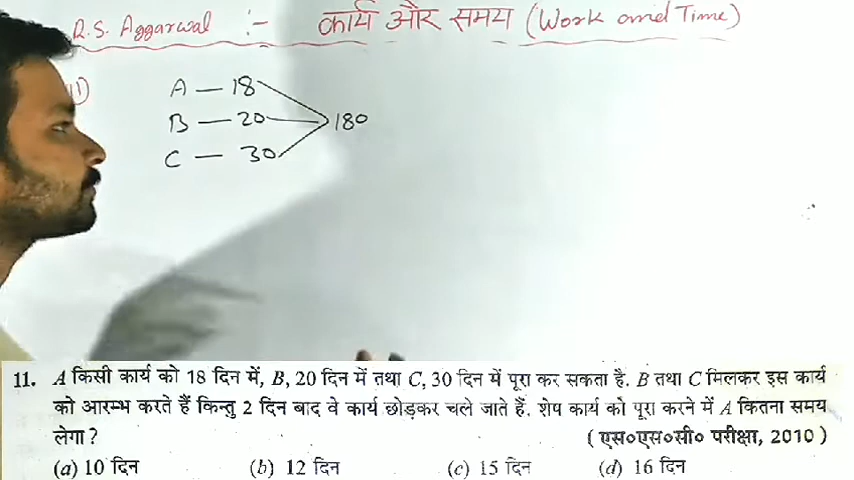 R.S. Aggarwal :- कार्य और समय (Work and Time)
11)
A — 18
B — 20 180
C — 30
11. A किसी कार्य को 18 दिन में, B, 20 दिन में तथा C, 30 दिन में पूरा कर सकता है. B तथा C मिलकर इस कार्य
को आरम्भ करते हैं किन्तु 2 दिन बाद वे कार्य छोड़कर चले जाते हैं. शेष कार्य को पूरा करने में A कितना समय
लेगा ? ( एस०एस०सी० परीक्षा, 2010 )
(a) 10 दिन (b) 12 दिन (c) 15 दिन (d) 16 दिन